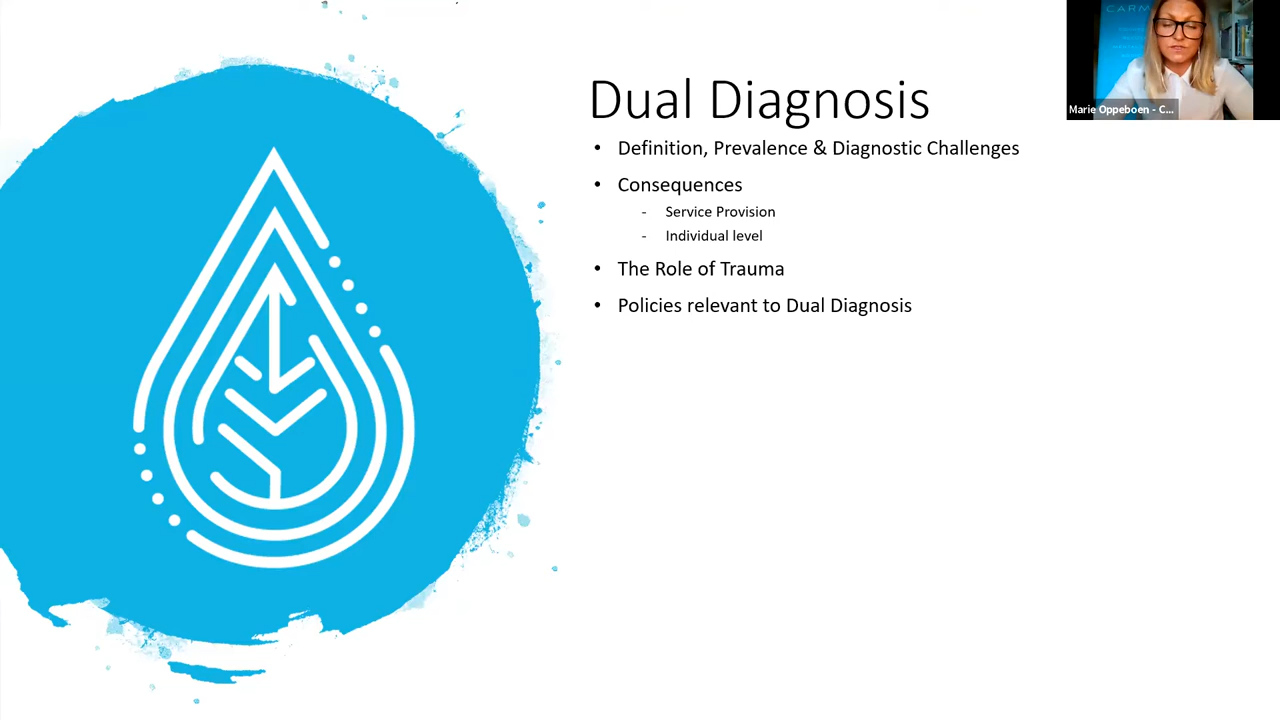 Dual Diagnosis
• Definition, Prevalence & Diagnostic Challenges
• Consequences
- Service Provision
- Individual level
• The Role of Trauma
• Policies relevant to Dual Diagnosis
CARM
Marie Oppeboen - C...